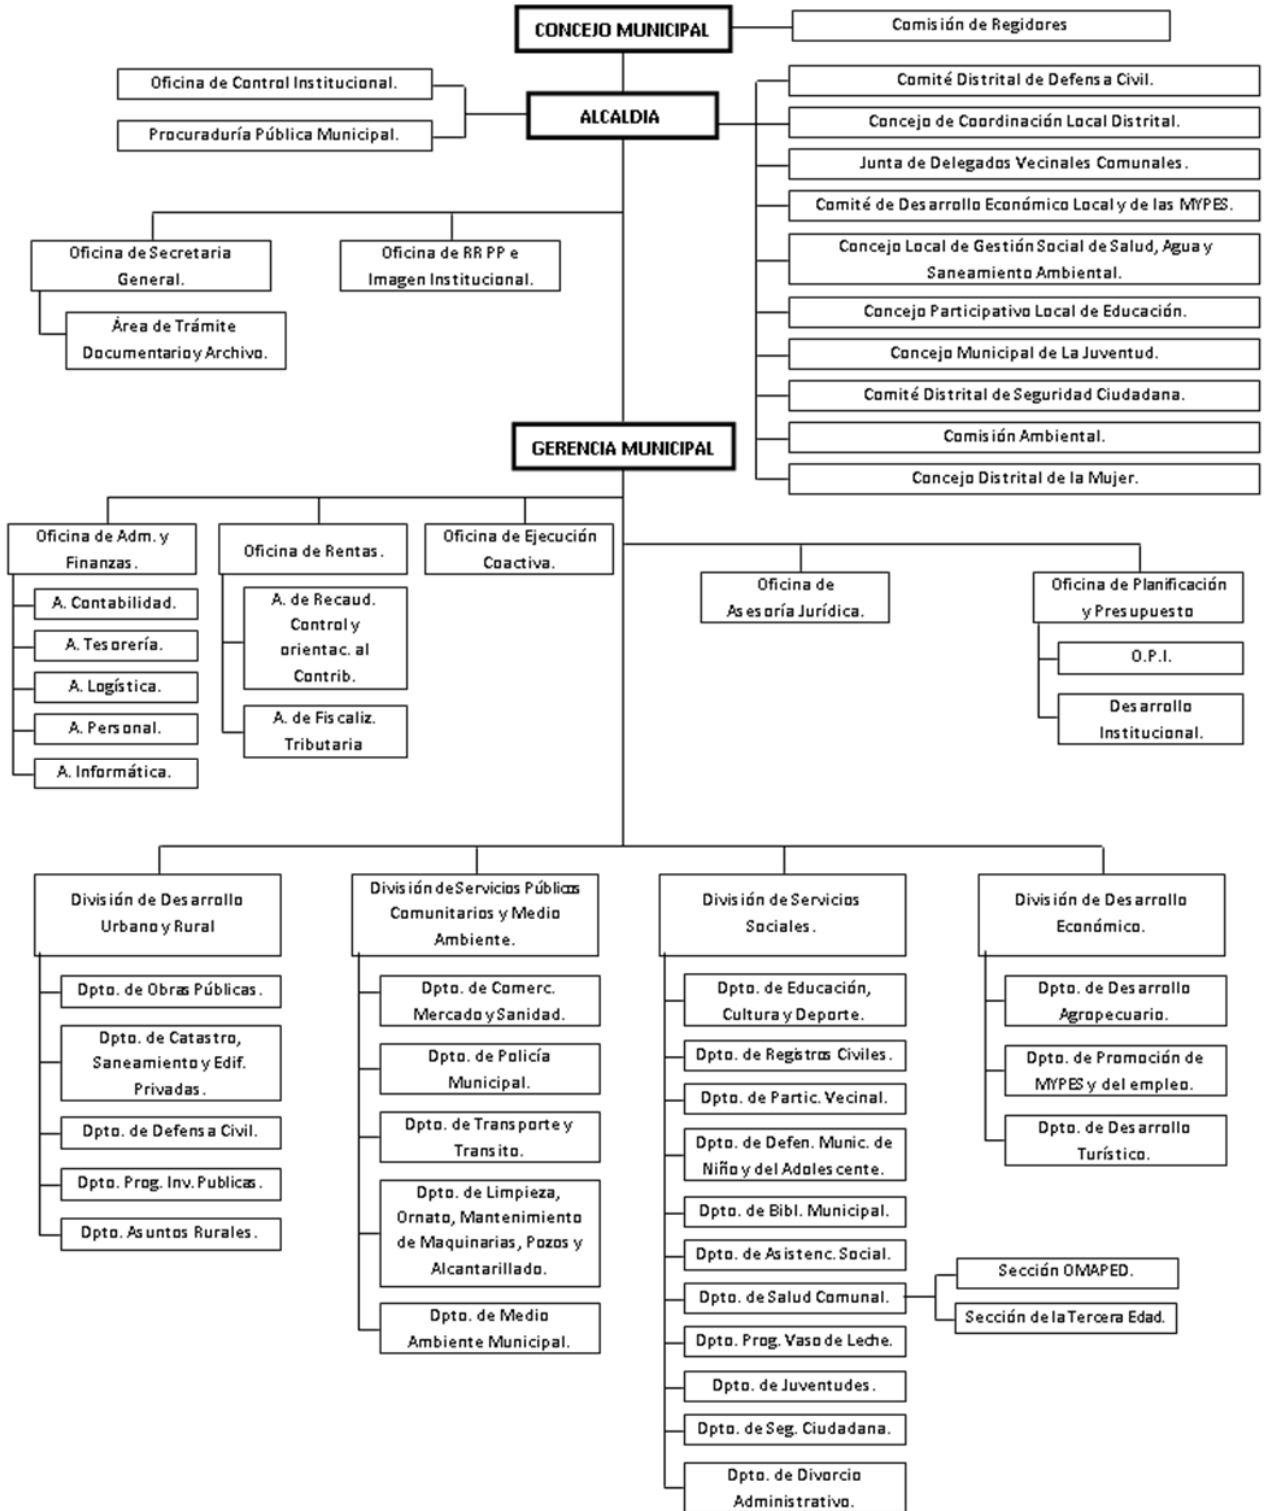 CONCEJO MUNICIPAL
Comisión de Regidores
Oficina de Control Institucional.
Procuraduría Pública Municipal.
ALCALDIA
Comité Distrital de Defensa Civil.
Concejo de Coordinación Local Distrital.
Junta de Delegados Vecinales Comunales.
Comité de Desarrollo Económico Local y de las MYPES.
Concejo Local de Gestión Social de Salud, Agua y
Saneamiento Ambiental.
Concejo Participativo Local de Educación.
Concejo Municipal de La Juventud.
Comité Distrital de Seguridad Ciudadana.
Comisión Ambiental.
Concejo Distrital de la Mujer.
Oficina de Secretaria
General.
Área de Trámite
Documentario y Archivo.
Oficina de RR PP e
Imagen Institucional.
GERENCIA MUNICIPAL
Oficina de Adm. y
Finanzas.
A. Contabilidad.
A. Tesorería.
A. Logística.
A. Personal.
A. Informática.
Oficina de Rentas.
A. de Recaud.
Control y
orientac. al
Contrib.
A. de Fiscaliz.
Tributaria
Oficina de Ejecución
Coactiva.
Oficina de
Asesoría Jurídica.
Oficina de Planificación
y Presupuesto
O.P.I.
Desarrollo
Institucional.
División de Desarrollo
Urbano y Rural
Dpto. de Obras Públicas.
Dpto. de Catastro,
Saneamiento y Edif.
Privadas.
Dpto. de Defensa Civil.
Dpto. Prog. Inv. Publicas.
Dpto. Asuntos Rurales.
División de Servicios Públicos
Comunitarios y Medio
Ambiente.
Dpto. de Comerc.
Mercado y Sanidad.
Dpto. de Policía
Municipal.
Dpto. de Transporte y
Transito.
Dpto. de Limpieza,
Ornato, Mantenimiento
de Maquinarias, Pozos y
Alcantarillado.
Dpto. de Medio
Ambiente Municipal.
División de Servicios
Sociales.
Dpto. de Educación,
Cultura y Deporte.
Dpto. de Registros Civiles.
Dpto. de Partic. Vecinal.
Dpto. de Defen. Munic. de
Niño y del Adolescente.
Dpto. de Bibl. Municipal.
Dpto. de Asistenc. Social.
Dpto. de Salud Comunal.
Sección OMAPED.
Sección de la Tercera Edad.
Dpto. Prog. Vaso de Leche.
Dpto. de Juventudes.
Dpto. de Seg. Ciudadana.
Dpto. de Divorcio
Administrativo.
División de Desarrollo
Económico.
Dpto. de Desarrollo
Agropecuario.
Dpto. de Promoción de
MYPES y del empleo.
Dpto. de Desarrollo
Turístico.